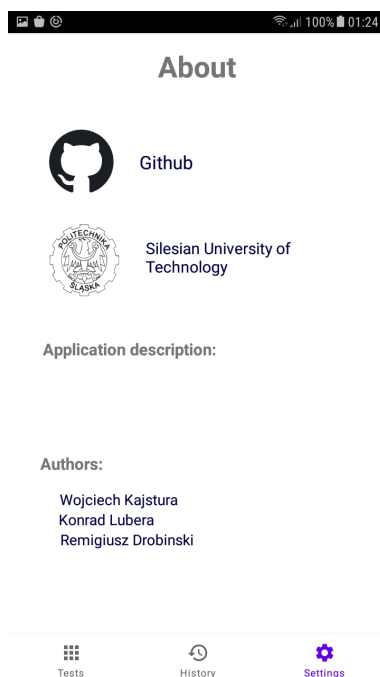 100% 01:24
About
Github
POLITECHNIKA
ŚLĄSKA
Silesian University of
Technology
Application description:
Authors:
Wojciech Kajstura
Konrad Lubera
Remigiusz Drobinski
Tests
History
Settings